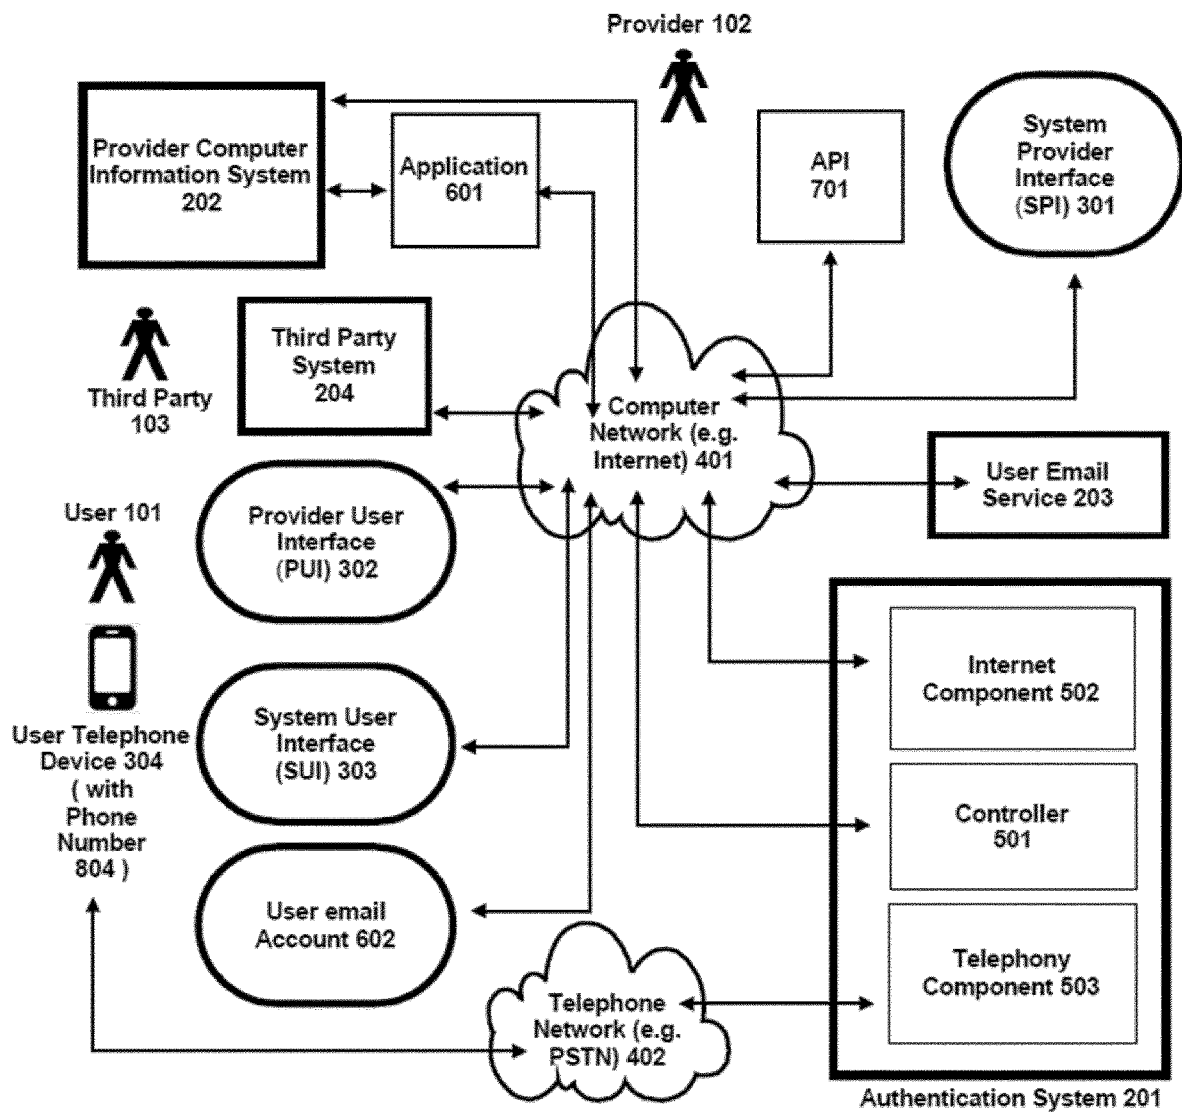 Provider 102
Provider Computer
Information System
202
Application
601
API
701
System
Provider
Interface
(SPI) 301
Third Party
103
Third Party
System
204
Computer
Network (e.g.
Internet) 401
User Email
Service 203
User 101
Provider User
Interface
(PUI) 302
User Telephone
Device 304
( with
Phone
Number
804 )
System User
Interface
(SUI) 303
User email
Account 602
Telephone
Network (e.g.
PSTN) 402
Internet
Component 502
Controller
501
Telephony
Component 503
Authentication System 201